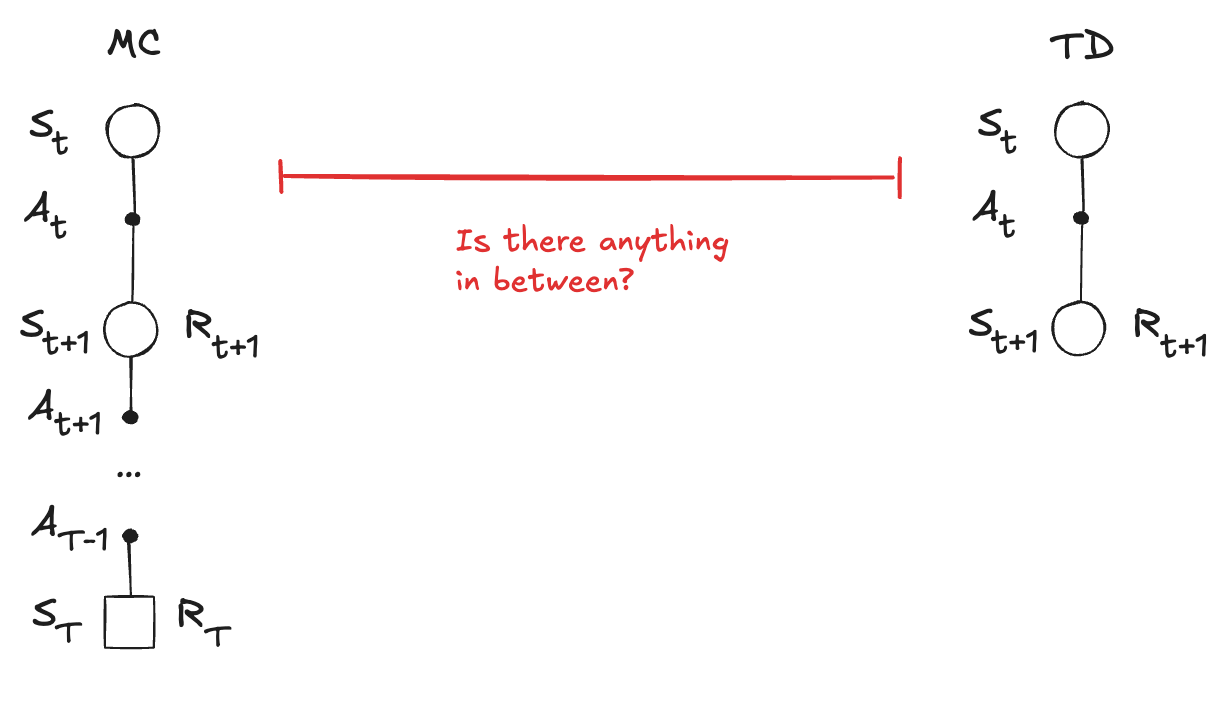 MC
S_t
A_t
S_t+1 R_t+1
A_t+1
...
A_T-1
S_T R_T
Is there anything
in between?
TD
S_t
A_t
S_t+1 R_t+1